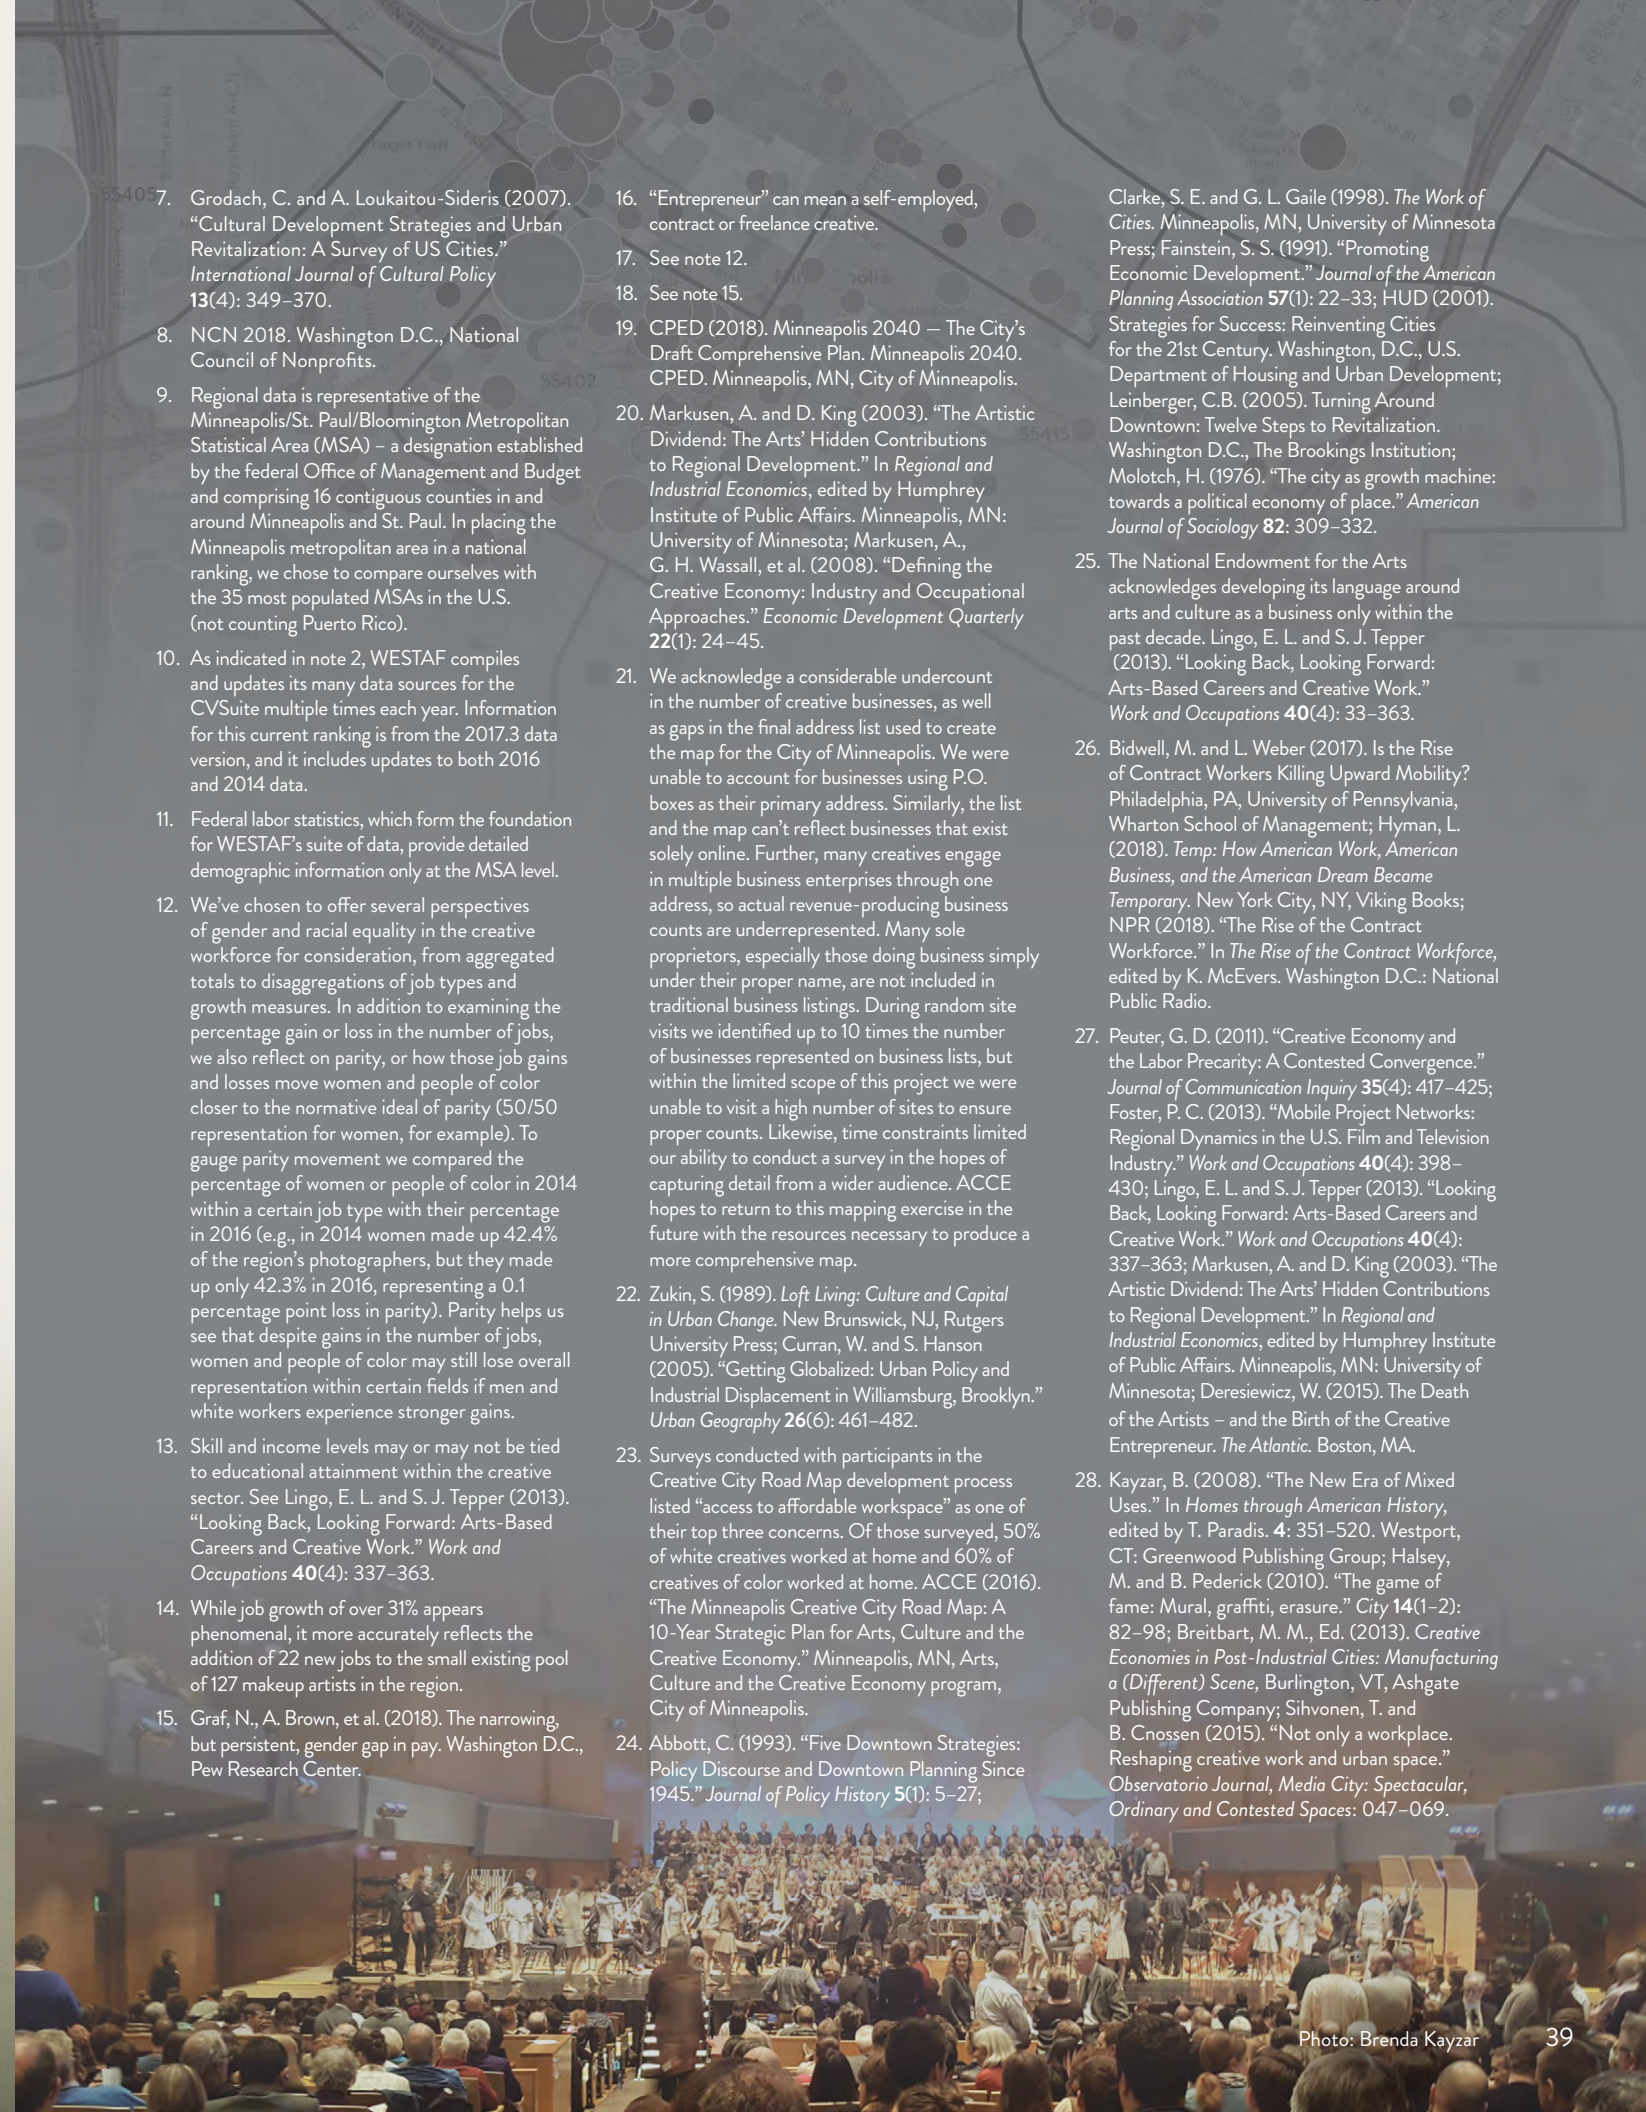 7. Grodach, C. and A. Loukaitou-Sideris (2007).
“Cultural Development Strategies and Urban
Revitalization: A Survey of US Cities.”
International Journal of Cultural Policy
13(4): 349–370.
8. NCN 2018. Washington D.C., National
Council of Nonprofits.
9. Regional data is representative of the
Minneapolis/St. Paul/Bloomington Metropolitan
Statistical Area (MSA) – a designation established
by the federal Office of Management and Budget
and comprising 16 contiguous counties in and
around Minneapolis and St. Paul. In placing the
Minneapolis metropolitan area in a national
ranking, we chose to compare ourselves with
the 35 most populated MSAs in the U.S.
(not counting Puerto Rico).
10. As indicated in note 2, WESTAF compiles
and updates its many data sources for the
CVSuite multiple times each year. Information
for this current ranking is from the 2017.3 data
version, and it includes updates to both 2016
and 2014 data.
11. Federal labor statistics, which form the foundation
for WESTAF’s suite of data, provide detailed
demographic information only at the MSA level.
12. We’ve chosen to offer several perspectives
of gender and racial equality in the creative
workforce for consideration, from aggregated
totals to disaggregations of job types and
growth measures. In addition to examining the
percentage gain or loss in the number of jobs,
we also reflect on parity, or how those job gains
and losses move women and people of color
closer to the normative ideal of parity (50/50
representation for women, for example). To
gauge parity movement we compared the
percentage of women or people of color in 2014
within a certain job type with their percentage
in 2016 (e.g., in 2014 women made up 42.4%
of the region’s photographers, but they made
up only 42.3% in 2016, representing a 0.1
percentage point loss in parity). Parity helps us
see that despite gains in the number of jobs,
women and people of color may still lose overall
representation within certain fields if men and
white workers experience stronger gains.
13. Skill and income levels may or may not be tied
to educational attainment within the creative
sector. See Lingo, E. L. and S. J. Tepper (2013).
“Looking Back, Looking Forward: Arts-Based
Careers and Creative Work.” Work and
Occupations 40(4): 337–363.
14. While job growth of over 31% appears
phenomenal, it more accurately reflects the
addition of 22 new jobs to the small existing pool
of 127 makeup artists in the region.
15. Graf, N., A. Brown, et al. (2018). The narrowing,
but persistent, gender gap in pay. Washington D.C.,
Pew Research Center.
16. “Entrepreneur” can mean a self-employed,
contract or freelance creative.
17. See note 12.
18. See note 15.
19. CPED (2018). Minneapolis 2040 — The City’s
Draft Comprehensive Plan. Minneapolis 2040.
CPED. Minneapolis, MN, City of Minneapolis.
20. Markusen, A. and D. King (2003). “The Artistic
Dividend: The Arts’ Hidden Contributions
to Regional Development.” In Regional and
Industrial Economics, edited by Humphrey
Institute of Public Affairs. Minneapolis, MN:
University of Minnesota; Markusen, A.,
G. H. Wassall, et al. (2008). “Defining the
Creative Economy: Industry and Occupational
Approaches.” Economic Development Quarterly
22(1): 24–45.
21. We acknowledge a considerable undercount
in the number of creative businesses, as well
as gaps in the final address list used to create
the map for the City of Minneapolis. We were
unable to account for businesses using P.O.
boxes as their primary address. Similarly, the list
and the map can’t reflect businesses that exist
solely online. Further, many creatives engage
in multiple business enterprises through one
address, so actual revenue-producing business
counts are underrepresented. Many sole
proprietors, especially those doing business simply
under their proper name, are not included in
traditional business listings. During random site
visits we identified up to 10 times the number
of businesses represented on business lists, but
within the limited scope of this project we were
unable to visit a high number of sites to ensure
proper counts. Likewise, time constraints limited
our ability to conduct a survey in the hopes of
capturing detail from a wider audience. ACCE
hopes to return to this mapping exercise in the
future with the resources necessary to produce a
more comprehensive map.
22. Zukin, S. (1989). Loft Living: Culture and Capital
in Urban Change. New Brunswick, NJ, Rutgers
University Press; Curran, W. and S. Hanson
(2005). “Getting Globalized: Urban Policy and
Industrial Displacement in Williamsburg, Brooklyn.”
Urban Geography 26(6): 461–482.
23. Surveys conducted with participants in the
Creative City Road Map development process
listed “access to affordable workspace” as one of
their top three concerns. Of those surveyed, 50%
of white creatives worked at home and 60% of
creatives of color worked at home. ACCE (2016).
“The Minneapolis Creative City Road Map: A
10-Year Strategic Plan for Arts, Culture and the
Creative Economy.” Minneapolis, MN, Arts,
Culture and the Creative Economy program,
City of Minneapolis.
24. Abbott, C. (1993). “Five Downtown Strategies:
Policy Discourse and Downtown Planning Since
1945.” Journal of Policy History 5(1): 5–27;
Clarke, S. E. and G. L. Gaile (1998). The Work of
Cities. Minneapolis, MN, University of Minnesota
Press; Fainstein, S. S. (1991). “Promoting
Economic Development.” Journal of the American
Planning Association 57(1): 22–33; HUD (2001).
Strategies for Success: Reinventing Cities
for the 21st Century. Washington, D.C., U.S.
Department of Housing and Urban Development;
Leinberger, C.B. (2005). Turning Around
Downtown: Twelve Steps to Revitalization.
Washington D.C., The Brookings Institution;
Molotch, H. (1976). “The city as growth machine:
towards a political economy of place.” American
Journal of Sociology 82: 309–332.
25. The National Endowment for the Arts
acknowledges developing its language around
arts and culture as a business only within the
past decade. Lingo, E. L. and S. J. Tepper
(2013). “Looking Back, Looking Forward:
Arts-Based Careers and Creative Work.”
Work and Occupations 40(4): 33–363.
26. Bidwell, M. and L. Weber (2017). Is the Rise
of Contract Workers Killing Upward Mobility?
Philadelphia, PA, University of Pennsylvania,
Wharton School of Management; Hyman, L.
(2018). Temp: How American Work, American
Business, and the American Dream Became
Temporary. New York City, NY, Viking Books;
NPR (2018). “The Rise of the Contract
Workforce.” In The Rise of the Contract Workforce,
edited by K. McEvers. Washington D.C.: National
Public Radio.
27. Peuter, G. D. (2011). “Creative Economy and
the Labor Precarity: A Contested Convergence.”
Journal of Communication Inquiry 35(4): 417–425;
Foster, P. C. (2013). “Mobile Project Networks:
Regional Dynamics in the U.S. Film and Television
Industry.” Work and Occupations 40(4): 398–
430; Lingo, E. L. and S. J. Tepper (2013). “Looking
Back, Looking Forward: Arts-Based Careers and
Creative Work.” Work and Occupations 40(4):
337–363; Markusen, A. and D. King (2003). “The
Artistic Dividend: The Arts’ Hidden Contributions
to Regional Development.” In Regional and
Industrial Economics, edited by Humphrey Institute
of Public Affairs. Minneapolis, MN: University of
Minnesota; Deresiewicz, W. (2015). The Death
of the Artists – and the Birth of the Creative
Entrepreneur. The Atlantic. Boston, MA.
28. Kayzar, B. (2008). “The New Era of Mixed
Uses.” In Homes through American History,
edited by T. Paradis. 4: 351–520. Westport,
CT: Greenwood Publishing Group; Halsey,
M. and B. Pederick (2010). “The game of
fame: Mural, graffiti, erasure.” City 14(1–2):
82–98; Breitbart, M. M., Ed. (2013). Creative
Economies in Post-Industrial Cities: Manufacturing
a (Different) Scene, Burlington, VT, Ashgate
Publishing Company; Sihvonen, T. and
B. Cnossen (2015). “Not only a workplace.
Reshaping creative work and urban space.”
Observatorio Journal, Media City: Spectacular,
Ordinary and Contested Spaces: 047–069.
55405
55402
55415
Photo: Brenda Kayzar
39